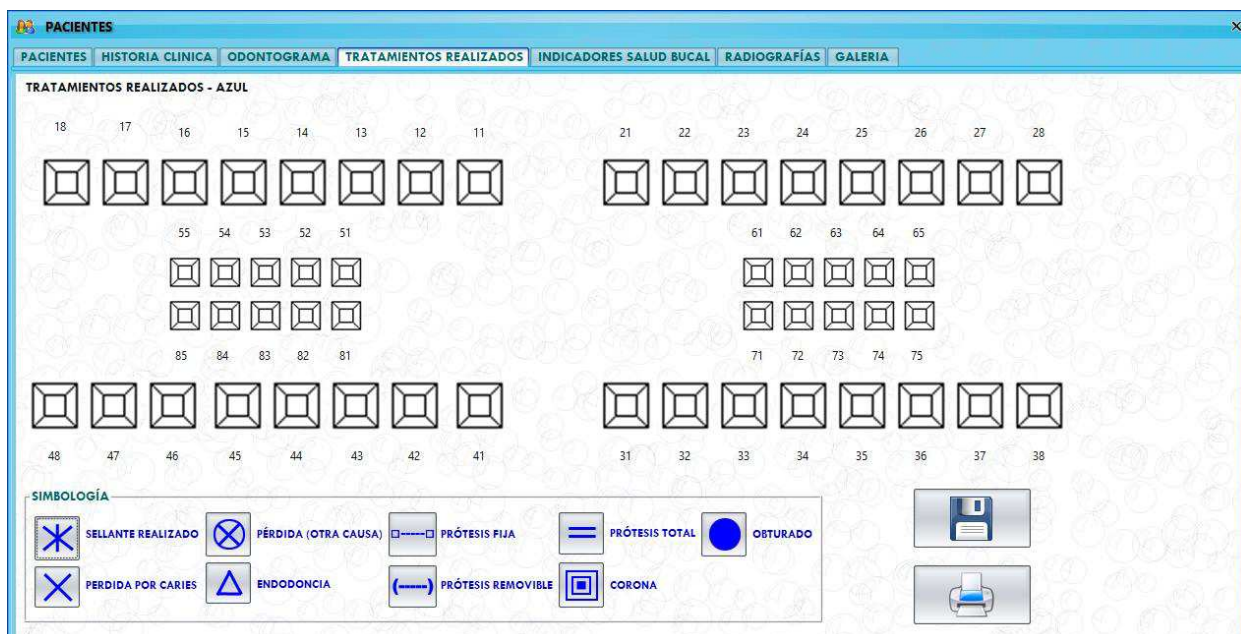 PACIENTES
PACIENTES HISTORIA CLINICA ODONTOGRAMA TRATAMIENTOS REALIZADOS INDICADORES SALUD BUCAL RADIOGRAFÍAS GALERIA
TRATAMIENTOS REALIZADOS - AZUL
18 17 16 15 14 13 12 11 21 22 23 24 25 26 27 28
55 54 53 52 51 61 62 63 64 65
85 84 83 82 81 71 72 73 74 75
48 47 46 45 44 43 42 41 31 32 33 34 35 36 37 38
SIMBOLOGÍA
SELLANTE REALIZADO PÉRDIDA (OTRA CAUSA) PRÓTESIS FIJA PRÓTESIS TOTAL OBTURADO
PERDIDA POR CARIES ENDODONCIA (-----) PRÓTESIS REMOVIBLE CORONA